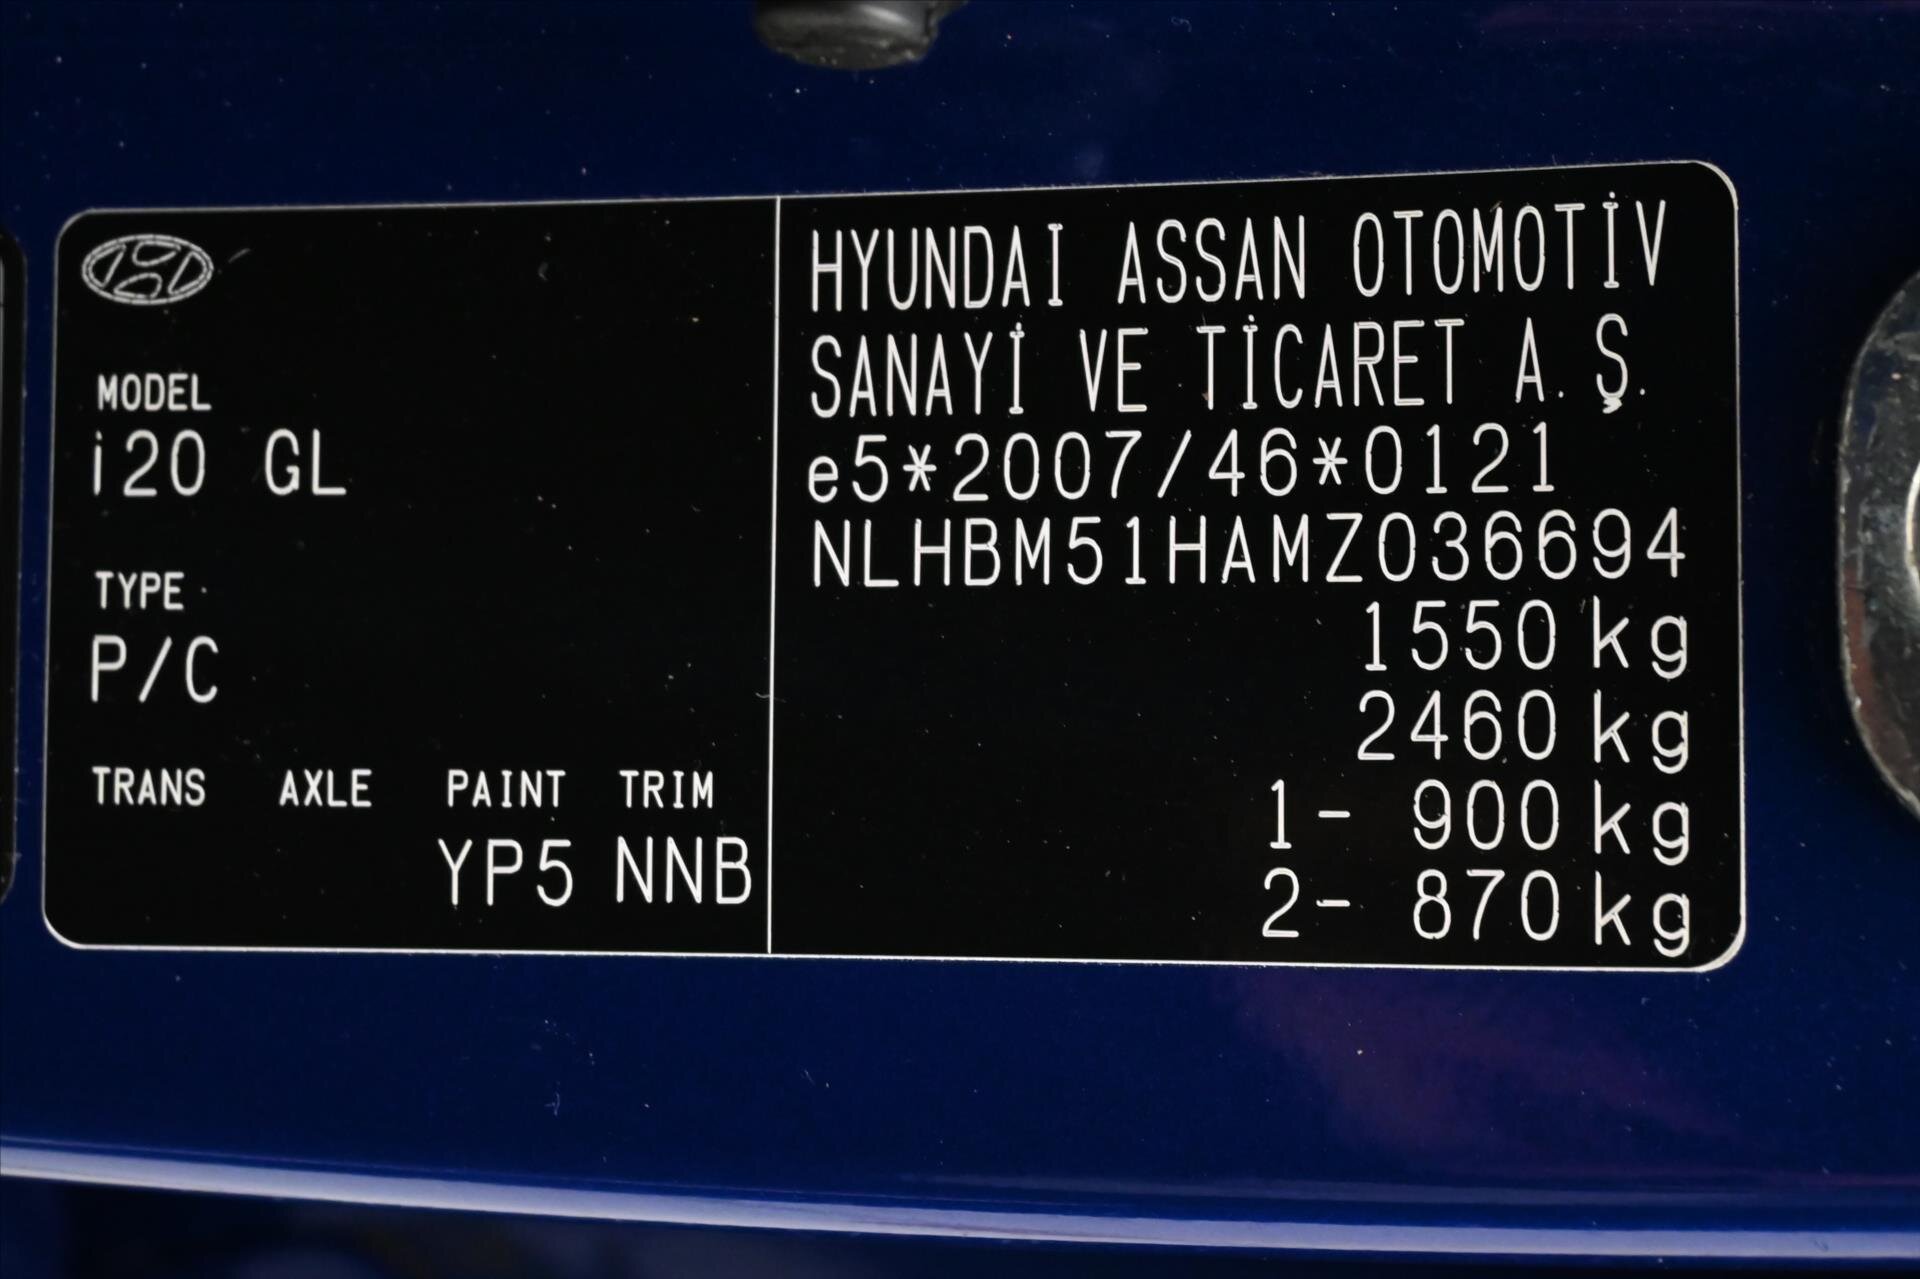 MODEL
i20 GL
TYPE
P/C
TRANS AXLE PAINT TRIM
YP5 NNB
HYUNDAI ASSAN OTOMOTİV
SANAYİ VE TİCARET A.Ş.
e5*2007/46*0121
NLHBM51HAMZ036694
1550 kg
2460 kg
1- 900 kg
2- 870 kg